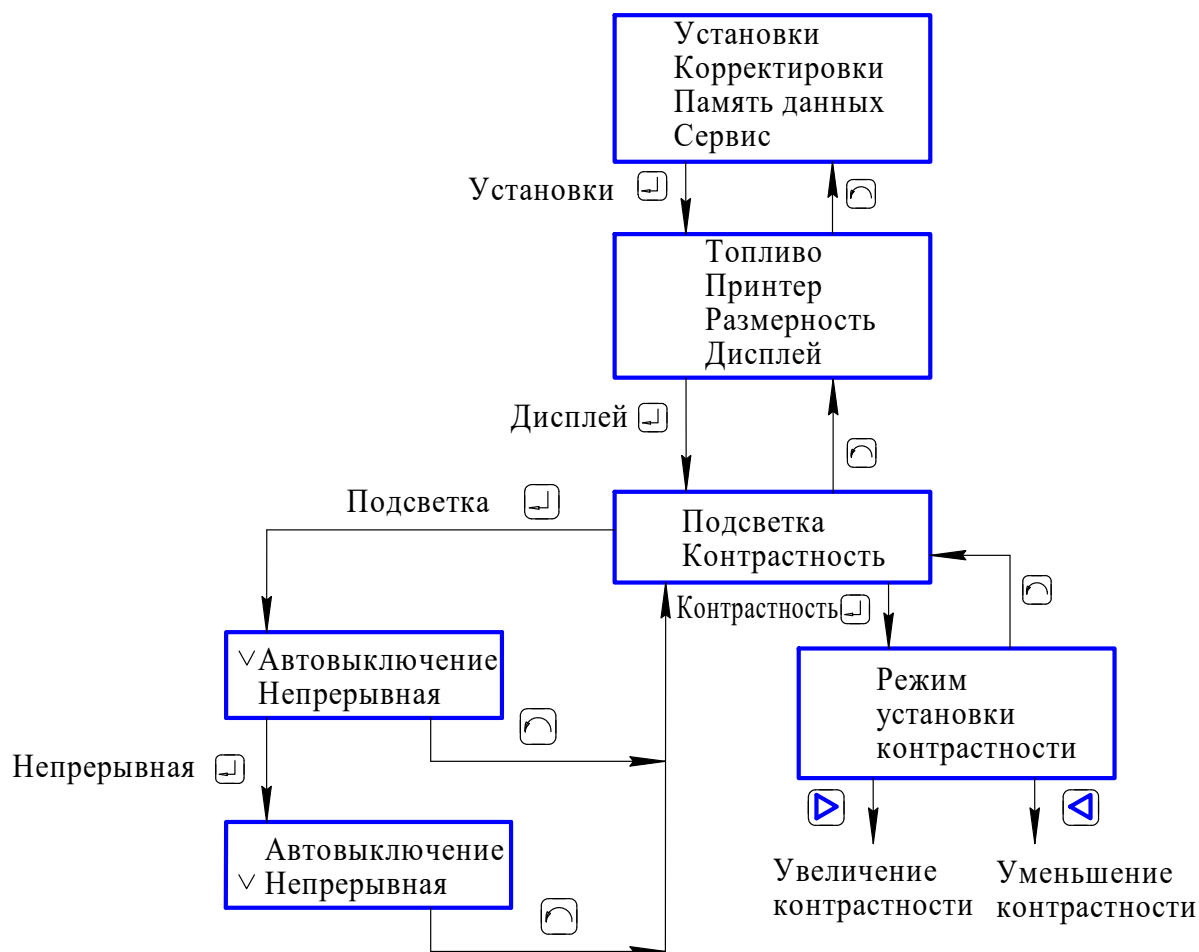 Установки
Корректировки
Память данных
Сервис
Установки
Топливо
Принтер
Размерность
Дисплей
Дисплей
Подсветка
Подсветка
Контрастность
Контрастность
Автовыключение
Непрерывная
Режим
установки
контрастности
Непрерывная
Автовыключение
Непрерывная
Увеличение
контрастности
Уменьшение
контрастности